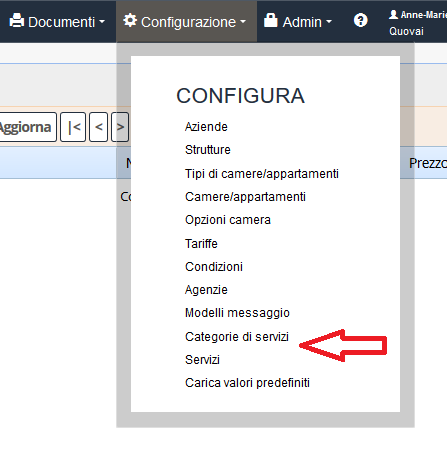 Documenti Configurazione Admin Anne-Marie
Quovai
CONFIGURA
Aziende
Aggiorna |< < >
Strutture
N Prezzo
Tipi di camere/appartamenti
Co Camere/appartamenti
Opzioni camera
Tariffe
Condizioni
Agenzie
Modelli messaggio
Categorie di servizi
Servizi
Carica valori predefiniti